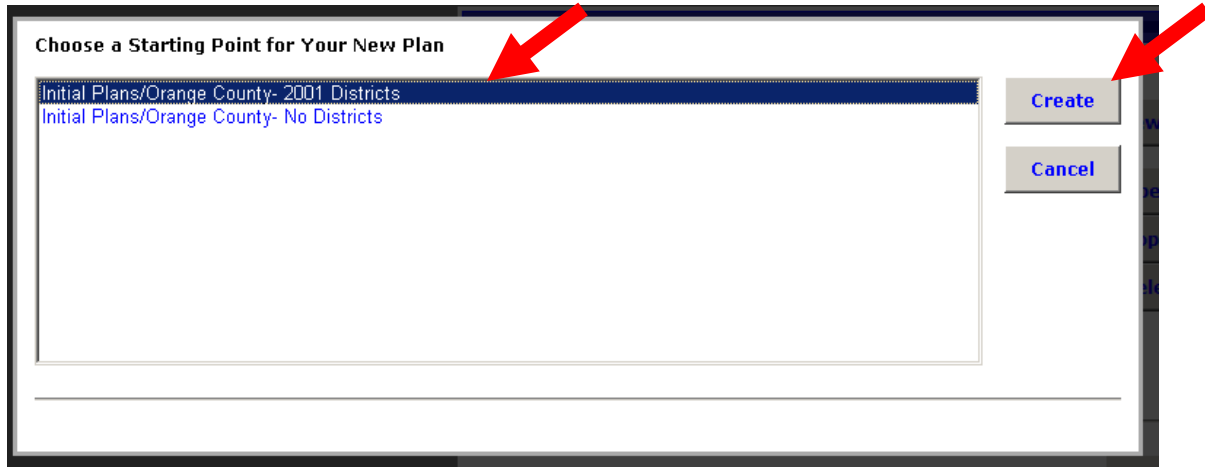 Choose a Starting Point for Your New Plan
Initial Plans/Orange County- 2001 Districts
Initial Plans/Orange County- No Districts
Create
Cancel